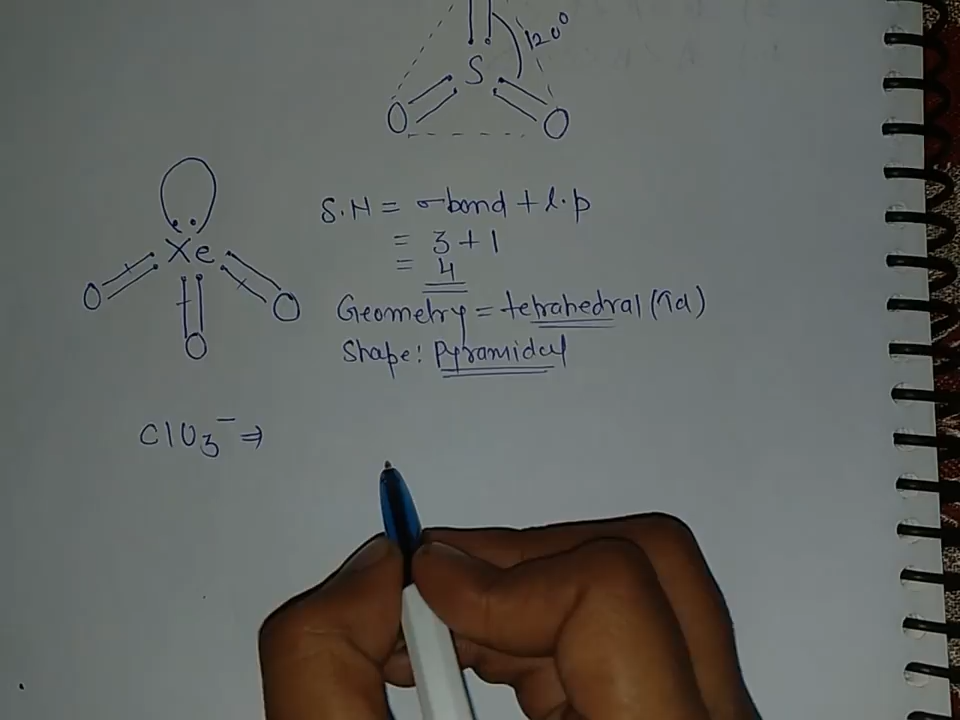 120°
S
O O
S.N = σ bond + l.p
= 3 + 1
= 4
Xe
O O
O
Geometry = tetrahedral (Td)
Shape: Pyramidal
ClO3⁻ ⇒